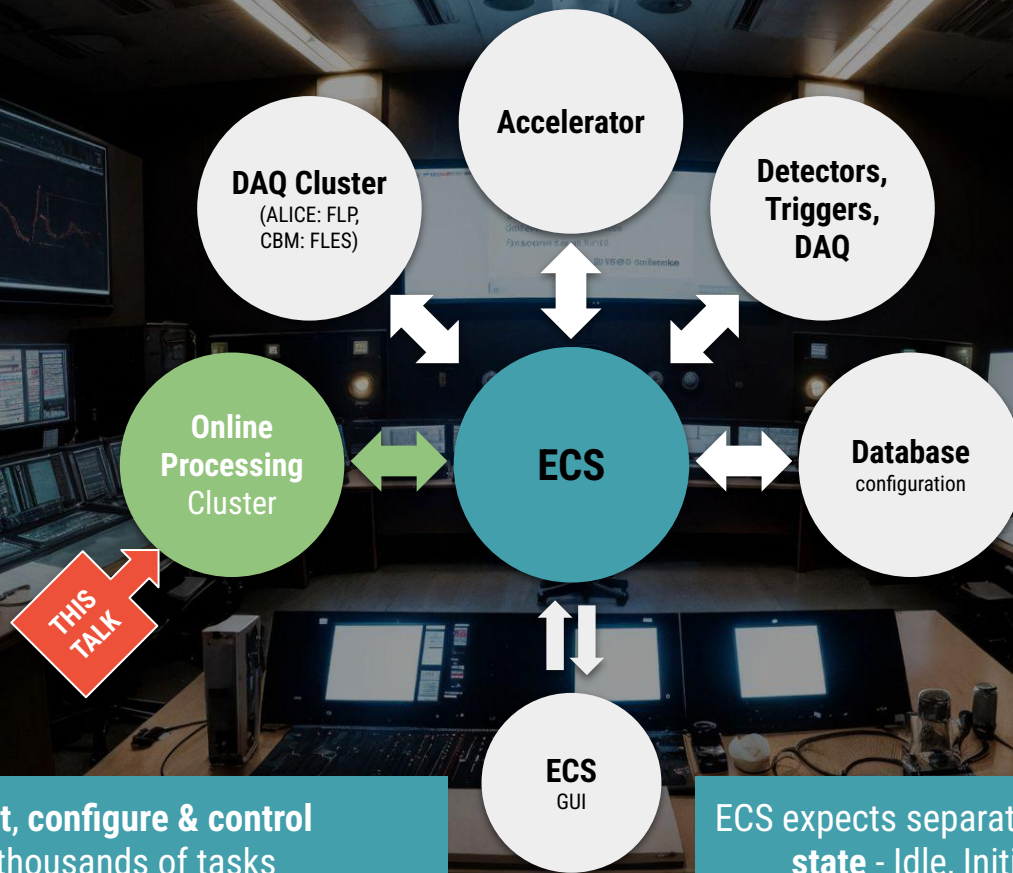 Accelerator
DAQ Cluster
(ALICE: FLP,
CBM: FLES)
Detectors,
Triggers,
DAQ
Online
Processing
Cluster
ECS
Database
configuration
THIS
TALK
ECS
GUI
t, configure & control
thousands of tasks
ECS expects separat
state - Idle, Initi